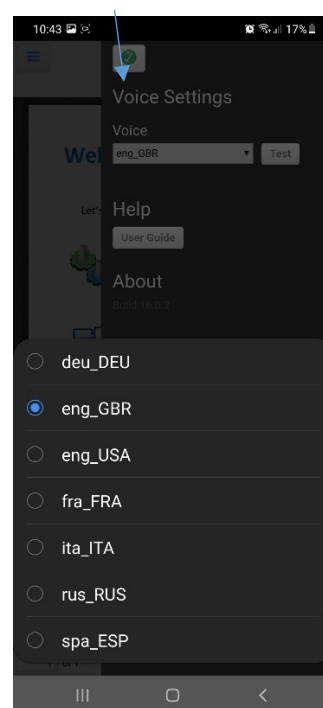 10:43 17%
Voice Settings
Voice
Wel
eng_GBR Test
Let's
Help
User Guide
About
Build 16.0.2
deu_DEU
eng_GBR
eng_USA
fra_FRA
ita_ITA
rus_RUS
spa_ESP